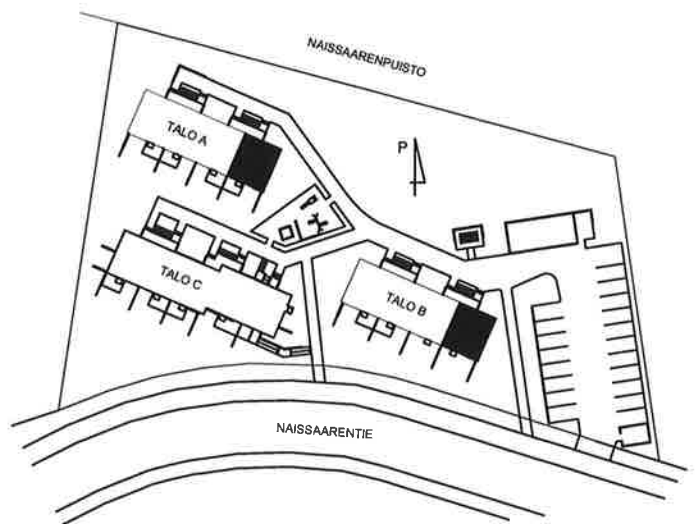 NAISSAARENPUISTO
TALO A
P
TALO C
TALO B
NAISSAARENTIE